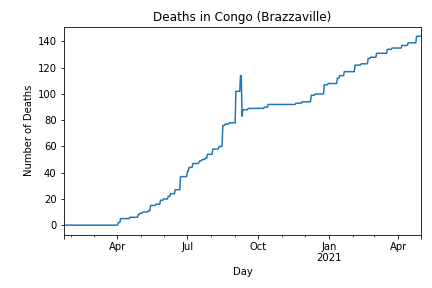 Deaths in Congo (Brazzaville)
140
120
100
80
60
40
20
0
Number of Deaths
Apr
Jul
Oct
Jan
2021
Apr
Day